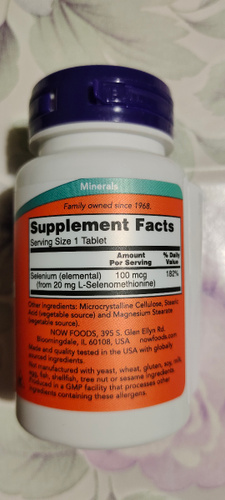 Minerals
Family owned since 1968.
Supplement Facts
Serving Size 1 Tablet
Amount Per Serving
% Daily Value
Selenium (elemental) 100 mcg 182%
(from 20 mg L-Selenomethionine)
Other ingredients: Microcrystalline Cellulose, Stearic
Acid (vegetable source) and Magnesium Stearate
(vegetable source).
NOW FOODS, 395 S. Glen Ellyn Rd.
Bloomingdale, IL 60108, USA nowfoods.com
Made and quality tested in the USA with globally
sourced ingredients.
Not manufactured with yeast, wheat, gluten, soy, milk,
egg, fish, shellfish, tree nut or sesame ingredients.
Produced in a GMP facility that processes other
ingredients containing these allergens.